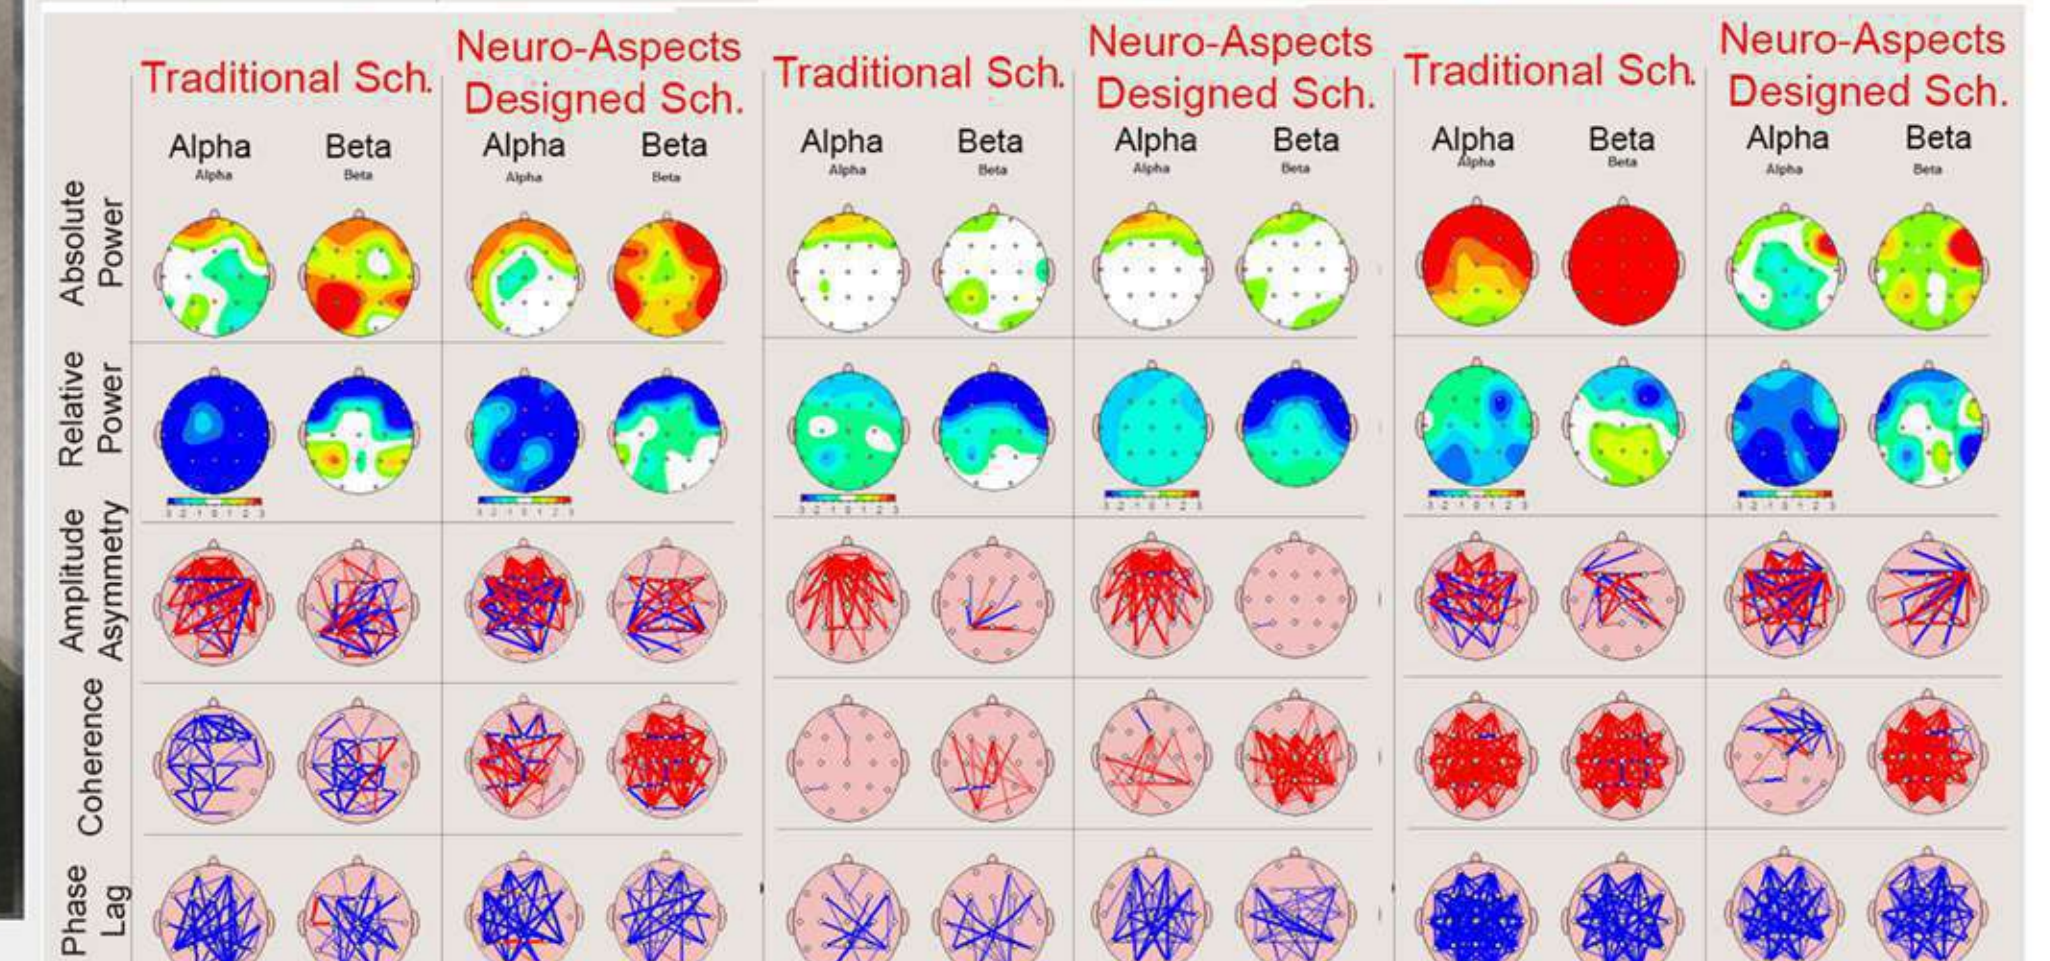 Traditional Sch.
Neuro-Aspects
Designed Sch.
Traditional Sch.
Neuro-Aspects
Designed Sch.
Traditional Sch.
Neuro-Aspects
Designed Sch.
Alpha Beta Alpha Beta Alpha Beta Alpha Beta Alpha Beta Alpha Beta
Alpha Beta Alpha Beta Alpha Beta Alpha Beta Alpha Beta Alpha Beta
Absolute
Power
Relative
Power
Amplitude
Asymmetry
Coherence
Phase
Lag